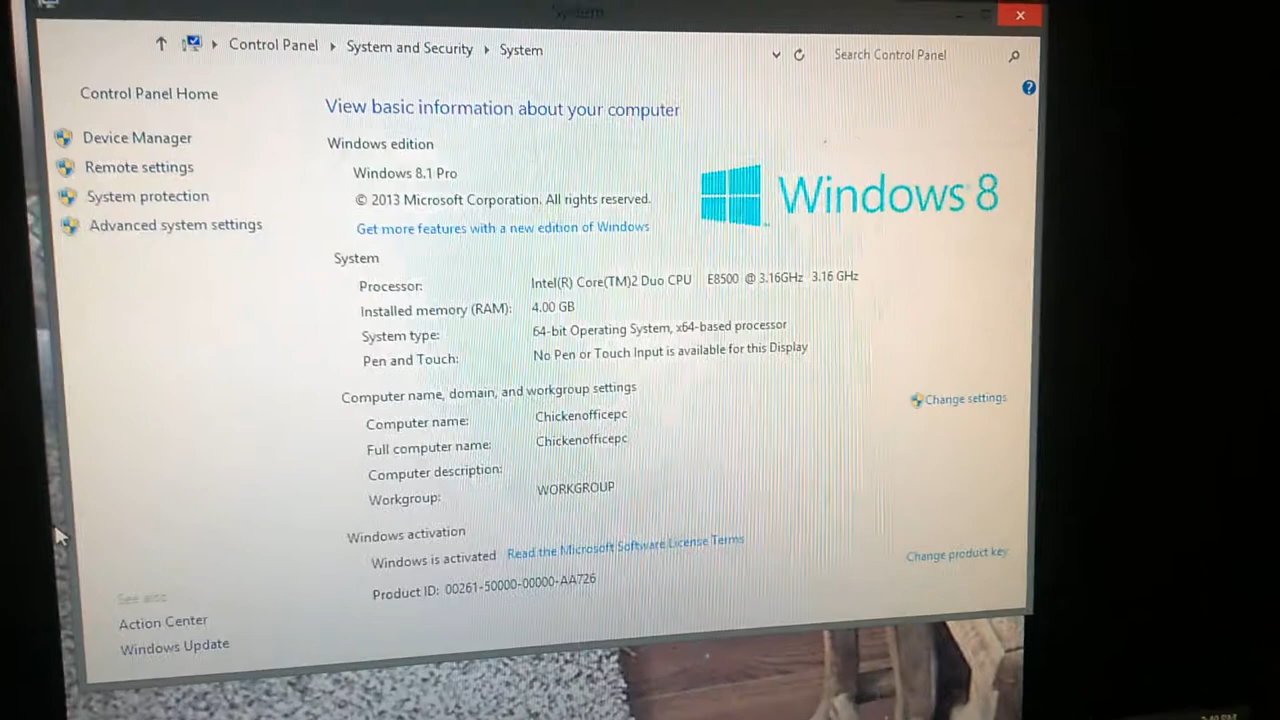 System
Control Panel System and Security System
Search Control Panel
Control Panel Home
Device Manager
Remote settings
System protection
Advanced system settings
View basic information about your computer
Windows edition
Windows 8.1 Pro
© 2013 Microsoft Corporation. All rights reserved.
Get more features with a new edition of Windows
Windows 8
System
Processor: Intel(R) Core(TM)2 Duo CPU E8500 @ 3.16GHz 3.16 GHz
Installed memory (RAM): 4.00 GB
System type: 64-bit Operating System, x64-based processor
Pen and Touch: No Pen or Touch Input is available for this Display
Computer name, domain, and workgroup settings
Computer name: Chickenofficepc
Change settings
Full computer name: Chickenofficepc
Computer description:
Workgroup: WORKGROUP
Windows activation
Windows is activated Read the Microsoft Software License Terms
Product ID: 00261-50000-00000-AA726
Change product key
See also
Action Center
Windows Update